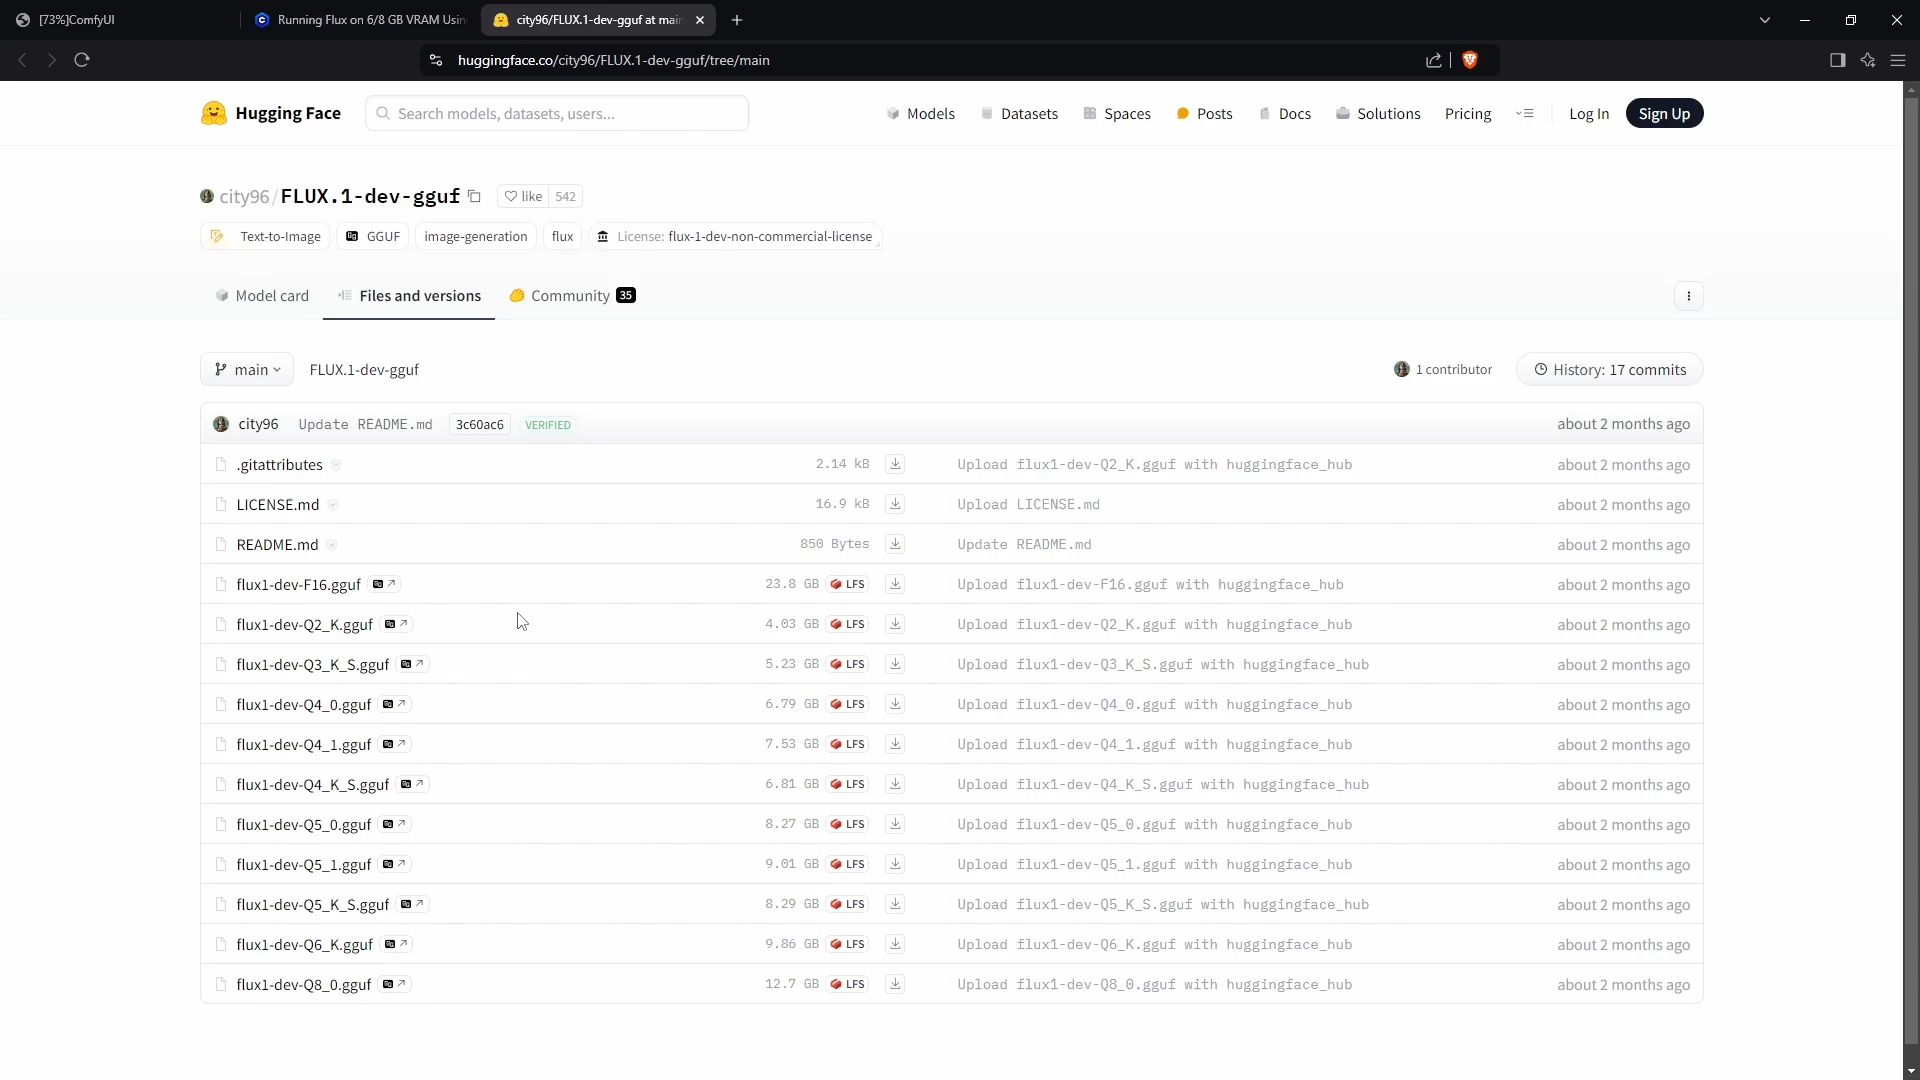 [73%]ComfyUI
Running Flux on 6/8 GB VRAM Usin
city96/FLUX.1-dev-gguf at main
huggingface.co/city96/FLUX.1-dev-gguf/tree/main
Hugging Face
Search models, datasets, users...
Models
Datasets
Spaces
Posts
Docs
Solutions
Pricing
Log In
Sign Up
city96/FLUX.1-dev-gguf
like 542
Text-to-Image
GGUF
image-generation
flux
License: flux-1-dev-non-commercial-license
Model card
Files and versions
Community 35
main
FLUX.1-dev-gguf
1 contributor
History: 17 commits
city96 Update README.md 3c60ac6 VERIFIED about 2 months ago
.gitattributes 2.14 kB Upload flux1-dev-Q2_K.gguf with huggingface_hub about 2 months ago
LICENSE.md 16.9 kB Upload LICENSE.md about 2 months ago
README.md 850 Bytes Update README.md about 2 months ago
flux1-dev-F16.gguf 23.8 GB LFS Upload flux1-dev-F16.gguf with huggingface_hub about 2 months ago
flux1-dev-Q2_K.gguf 4.03 GB LFS Upload flux1-dev-Q2_K.gguf with huggingface_hub about 2 months ago
flux1-dev-Q3_K_S.gguf 5.23 GB LFS Upload flux1-dev-Q3_K_S.gguf with huggingface_hub about 2 months ago
flux1-dev-Q4_0.gguf 6.79 GB LFS Upload flux1-dev-Q4_0.gguf with huggingface_hub about 2 months ago
flux1-dev-Q4_1.gguf 7.53 GB LFS Upload flux1-dev-Q4_1.gguf with huggingface_hub about 2 months ago
flux1-dev-Q4_K_S.gguf 6.81 GB LFS Upload flux1-dev-Q4_K_S.gguf with huggingface_hub about 2 months ago
flux1-dev-Q5_0.gguf 8.27 GB LFS Upload flux1-dev-Q5_0.gguf with huggingface_hub about 2 months ago
flux1-dev-Q5_1.gguf 9.01 GB LFS Upload flux1-dev-Q5_1.gguf with huggingface_hub about 2 months ago
flux1-dev-Q5_K_S.gguf 8.29 GB LFS Upload flux1-dev-Q5_K_S.gguf with huggingface_hub about 2 months ago
flux1-dev-Q6_K.gguf 9.86 GB LFS Upload flux1-dev-Q6_K.gguf with huggingface_hub about 2 months ago
flux1-dev-Q8_0.gguf 12.7 GB LFS Upload flux1-dev-Q8_0.gguf with huggingface_hub about 2 months ago